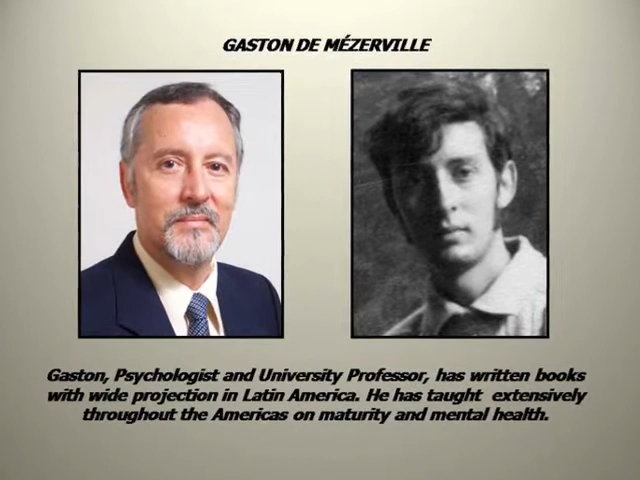 GASTON DE MÉZERVILLE
Gaston, Psychologist and University Professor, has written books
with wide projection in Latin America. He has taught extensively
throughout the Americas on maturity and mental health.